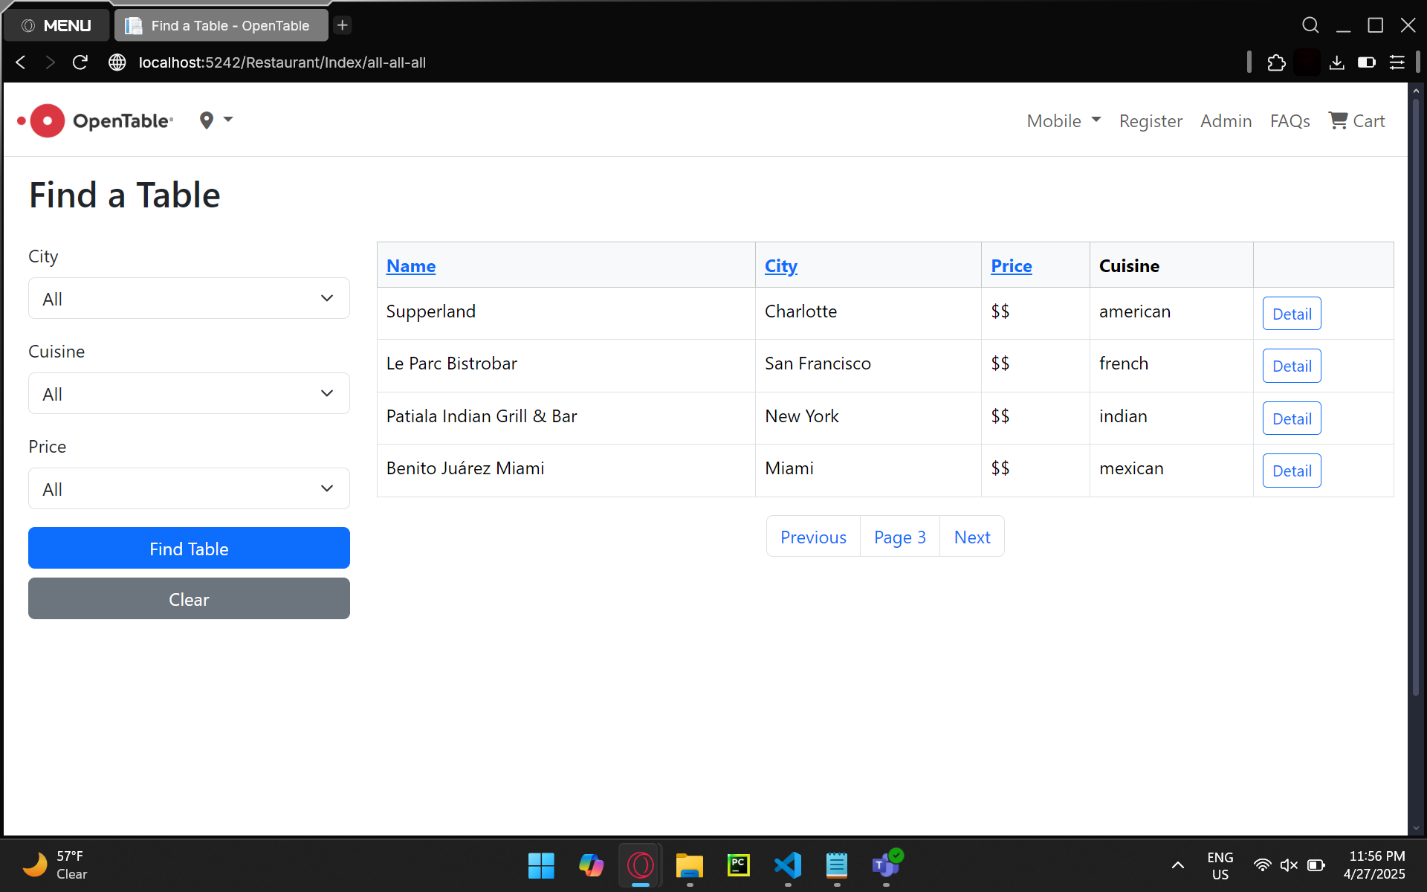 MENU
Find a Table - OpenTable
localhost:5242/Restaurant/Index/all-all-all
OpenTable
Mobile Register Admin FAQs Cart
Find a Table
City
All
Cuisine
All
Price
All
Find Table
Clear
Name City Price Cuisine
Supperland Charlotte $$ american Detail
Le Parc Bistrobar San Francisco $$ french Detail
Patiala Indian Grill & Bar New York $$ indian Detail
Benito Juárez Miami Miami $$ mexican Detail
Previous Page 3 Next
57°F
Clear
PC
T
ENG
US
11:56 PM
4/27/2025